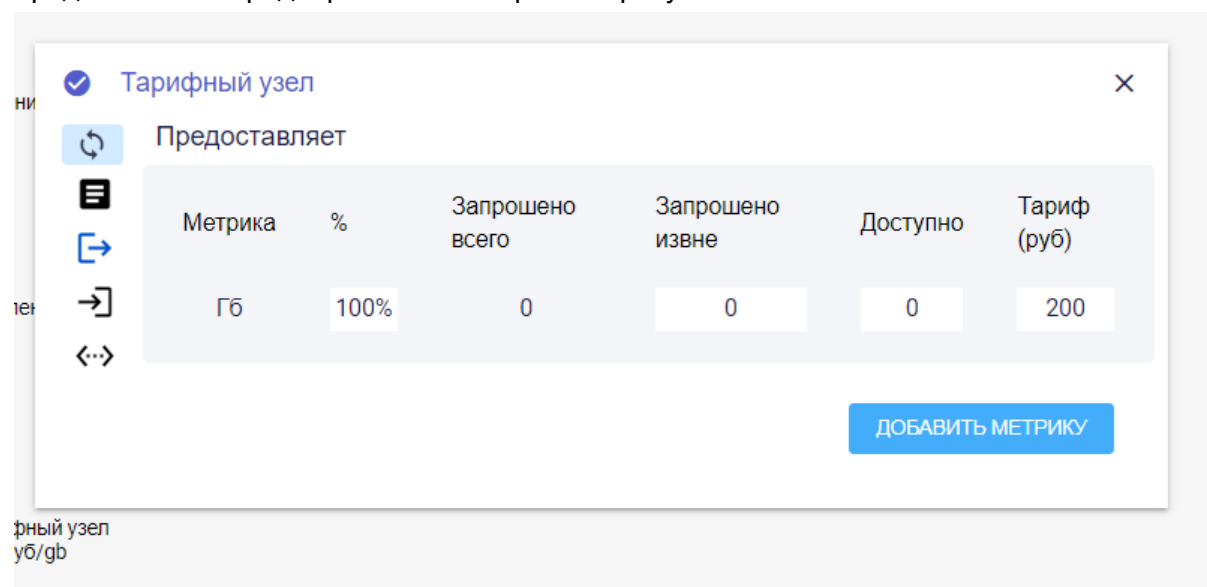 Тарифный узел
Предоставляет
Метрика % Запрошено всего Запрошено извне Доступно Тариф (руб)
Гб 100% 0 0 0 200
ДОБАВИТЬ МЕТРИКУ
узел